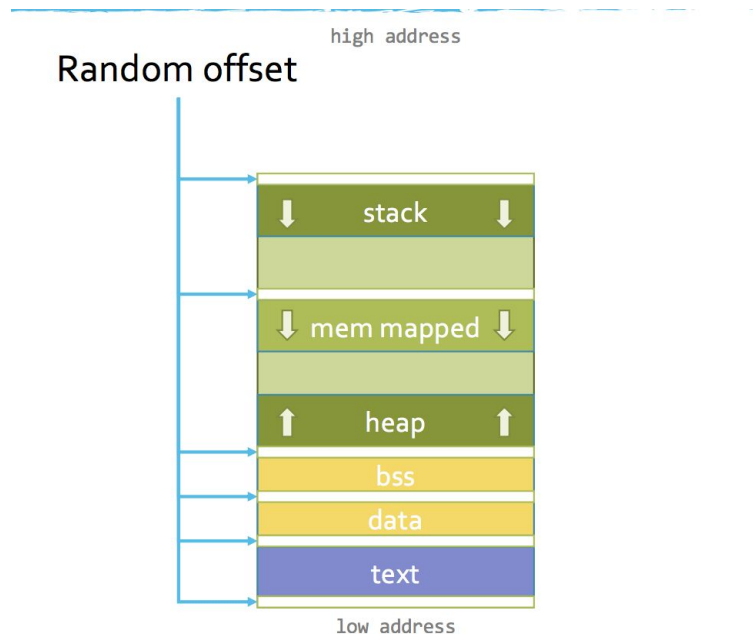 high address
Random offset
stack
mem mapped
heap
bss
data
text
low address